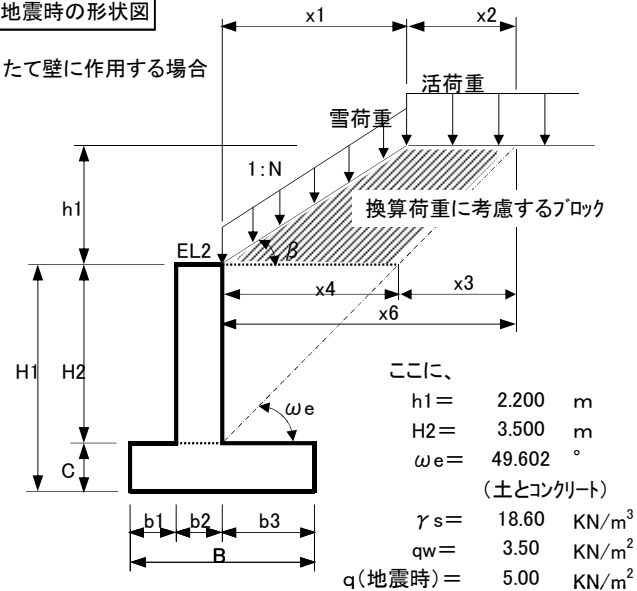 地震時の形状図
たて壁に作用する場合
x1
x2
活荷重
雪荷重
1:N
h1
換算荷重に考慮するブロック
EL2
β
x4
x3
x6
H1
H2
ωe
C
b1
b2
b3
B
ここに、
h1= 2.200 m
H2= 3.500 m
ωe= 49.602 °
(土とコンクリート)
γs= 18.60 KN/m³
qw= 3.50 KN/m²
q(地震時)= 5.00 KN/m²